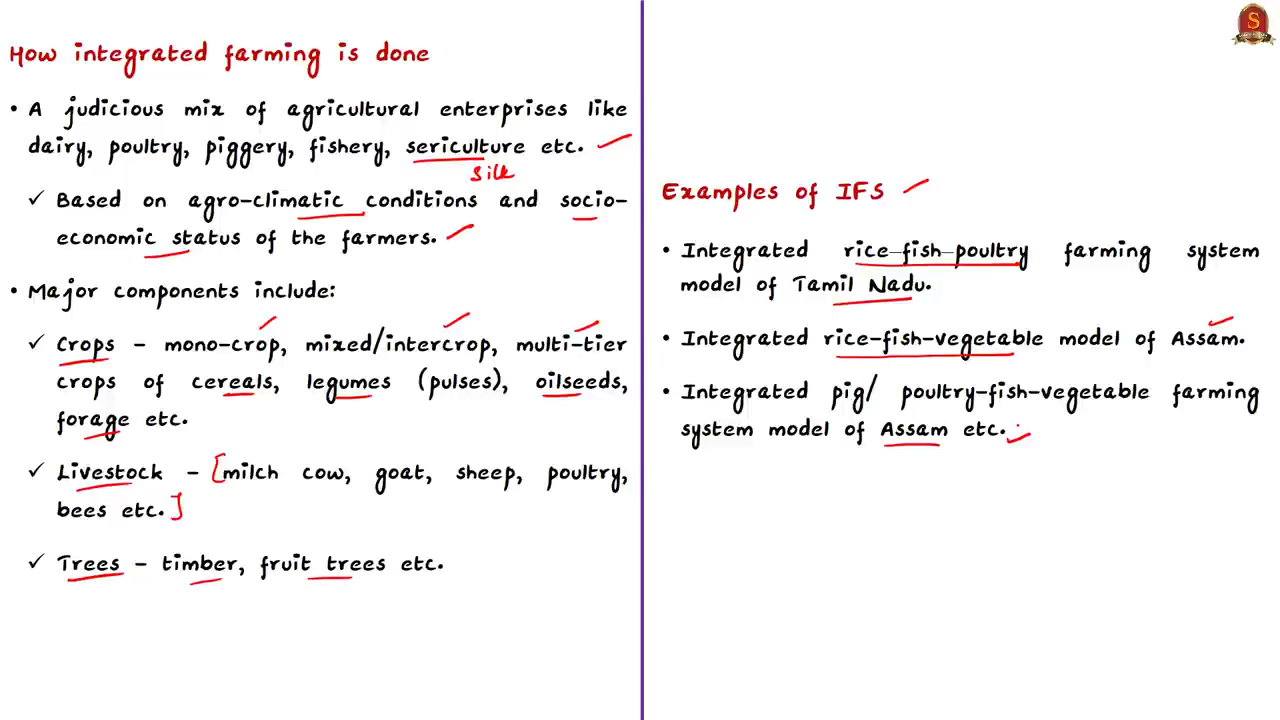 How integrated farming is done
• A judicious mix of agricultural enterprises like
dairy, poultry, piggery, fishery, sericulture etc.
silk
✓ Based on agro-climatic conditions and socio-
economic status of the farmers.
• Major components include:
✓ Crops – mono-crop, mixed/intercrop, multi-tier
crops of cereals, legumes (pulses), oilseeds,
forage etc.
✓ Livestock – [milch cow, goat, sheep, poultry,
bees etc.]
✓ Trees – timber, fruit trees etc.
S
Examples of IFS
• Integrated rice–fish–poultry farming system
model of Tamil Nadu.
• Integrated rice-fish-vegetable model of Assam.
• Integrated pig/ poultry-fish-vegetable farming
system model of Assam etc.